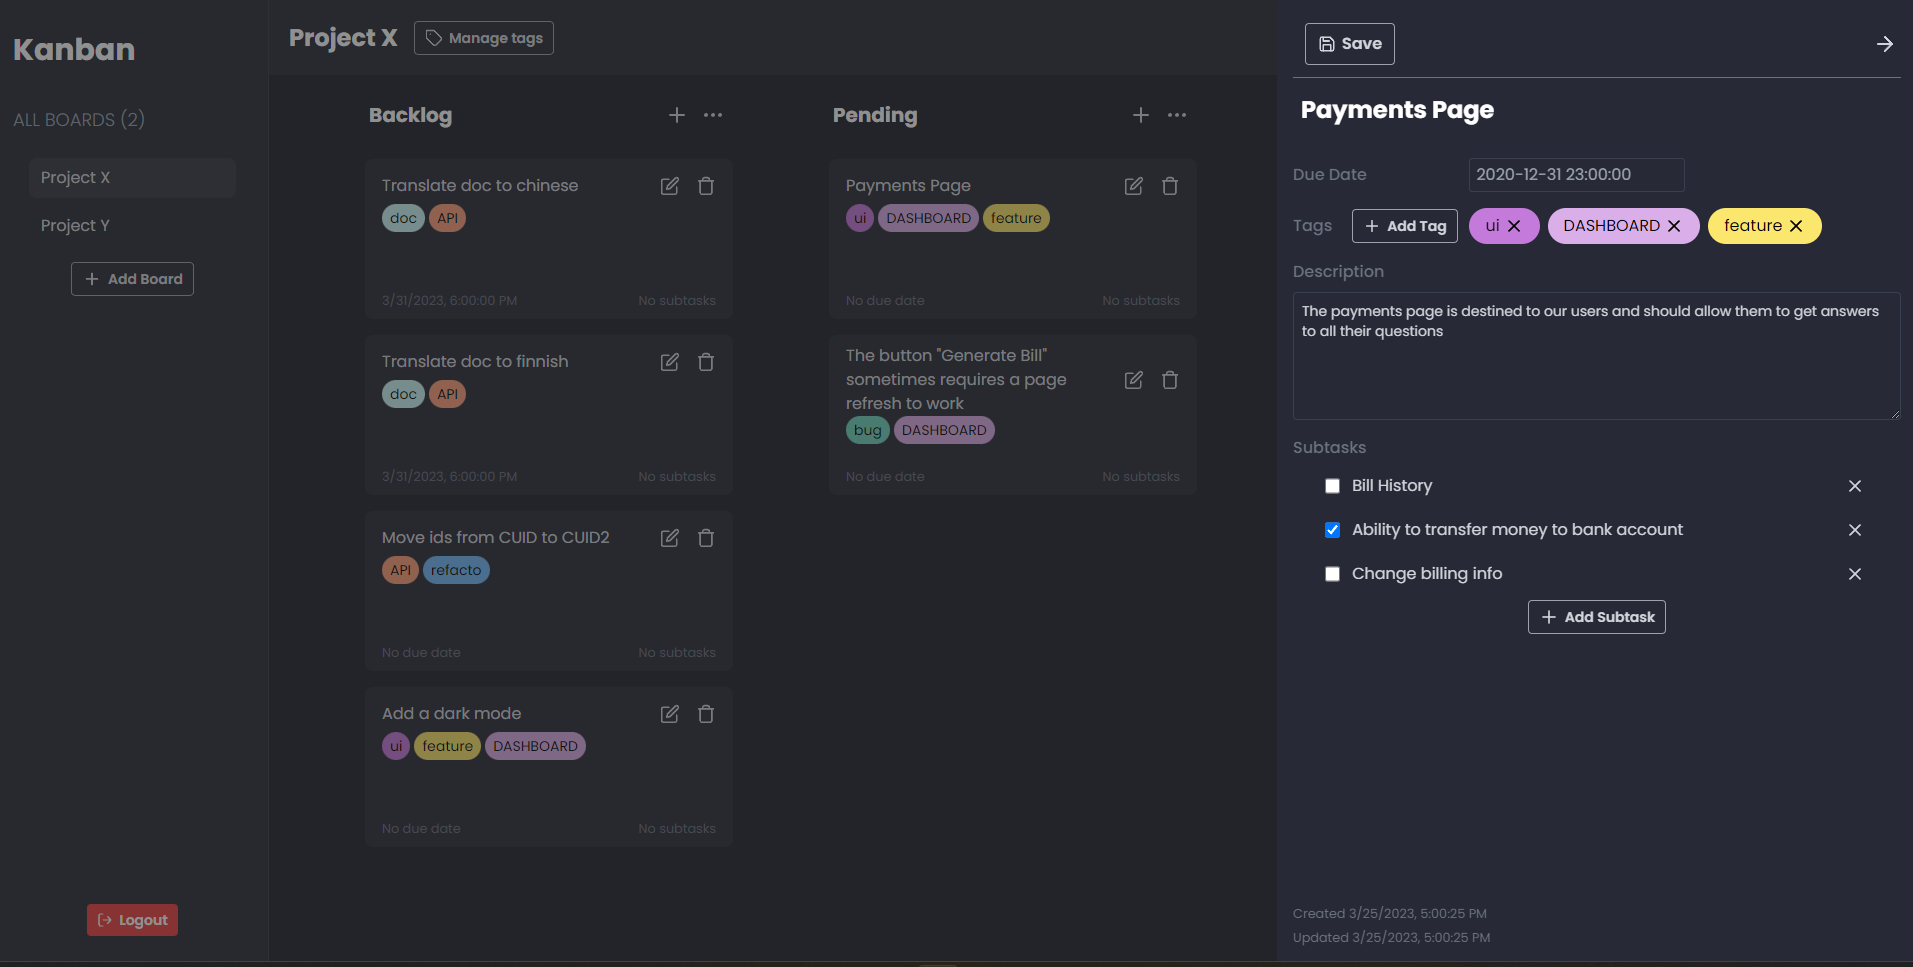 Kanban
ALL BOARDS (2)
Project X
Project Y
Add Board
Logout
Project X
Manage tags
Backlog
Translate doc to chinese
doc API
3/31/2023, 6:00:00 PM No subtasks
Translate doc to finnish
doc API
3/31/2023, 6:00:00 PM No subtasks
Move ids from CUID to CUID2
API refacto
No due date No subtasks
Add a dark mode
ui feature DASHBOARD
No due date No subtasks
Pending
Payments Page
ui DASHBOARD feature
No due date No subtasks
The button "Generate Bill"
sometimes requires a page
refresh to work
bug DASHBOARD
No due date No subtasks
Save
Payments Page
Due Date 2020-12-31 23:00:00
Tags Add Tag ui DASHBOARD feature
Description
The payments page is destined to our users and should allow them to get answers
to all their questions
Subtasks
Bill History
Ability to transfer money to bank account
Change billing info
Add Subtask
Created 3/25/2023, 5:00:25 PM
Updated 3/25/2023, 5:00:25 PM